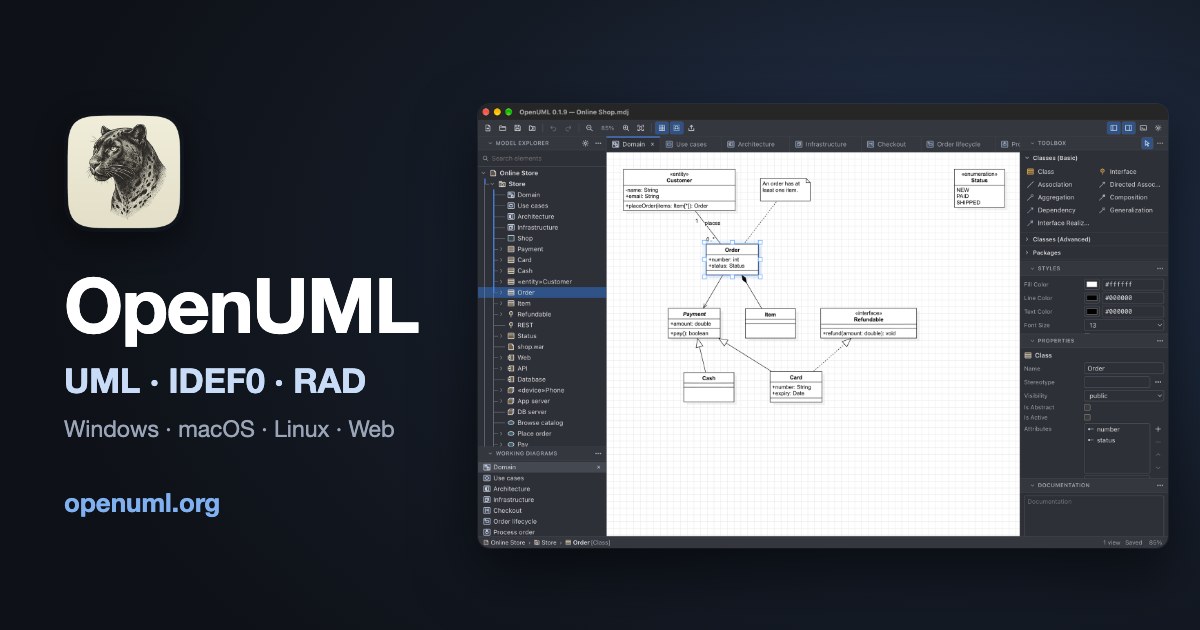 OpenUML
UML · IDEF0 · RAD
Windows · macOS · Linux · Web
openuml.org
OpenUML 0.1.9 — Online Shop.mdj
65%
MODEL EXPLORER
Search elements
Online Store
Store
Domain
Use cases
Architecture
Infrastructure
Shop
Payment
Card
Cash
«entity»Customer
Order
Item
Refundable
REST
Status
shop.war
Web
API
Database
«device»Phone
App server
DB server
Browse catalog
Place order
Pay
WORKING DIAGRAMS
Domain
Use cases
Architecture
Infrastructure
Checkout
Order lifecycle
Process order
Domain × Use cases Architecture Infrastructure Checkout Order lifecycle
«entity»
Customer
-name: String
+email: String
+placeOrder(items: Item[*]): Order
An order has at
least one item.
«enumeration»
Status
NEW
PAID
SHIPPED
places
Order
+number: int
+status: Status
Payment
+amount: double
+pay(): boolean
Item
«interface»
Refundable
+refund(amount: double): void
Cash
Card
+number: String
+expiry: Date
TOOLBOX
Classes (Basic)
Class
Interface
Association
Directed Assoc...
Aggregation
Composition
Dependency
Generalization
Interface Realiz...
Classes (Advanced)
Packages
STYLES
Fill Color #ffffff
Line Color #000000
Text Color #000000
Font Size 13
PROPERTIES
Class
Name Order
Stereotype
Visibility public
Is Abstract
Is Active
Attributes
number
status
DOCUMENTATION
Documentation
Online Store › Store › Order (Class)
1 view Saved 65%